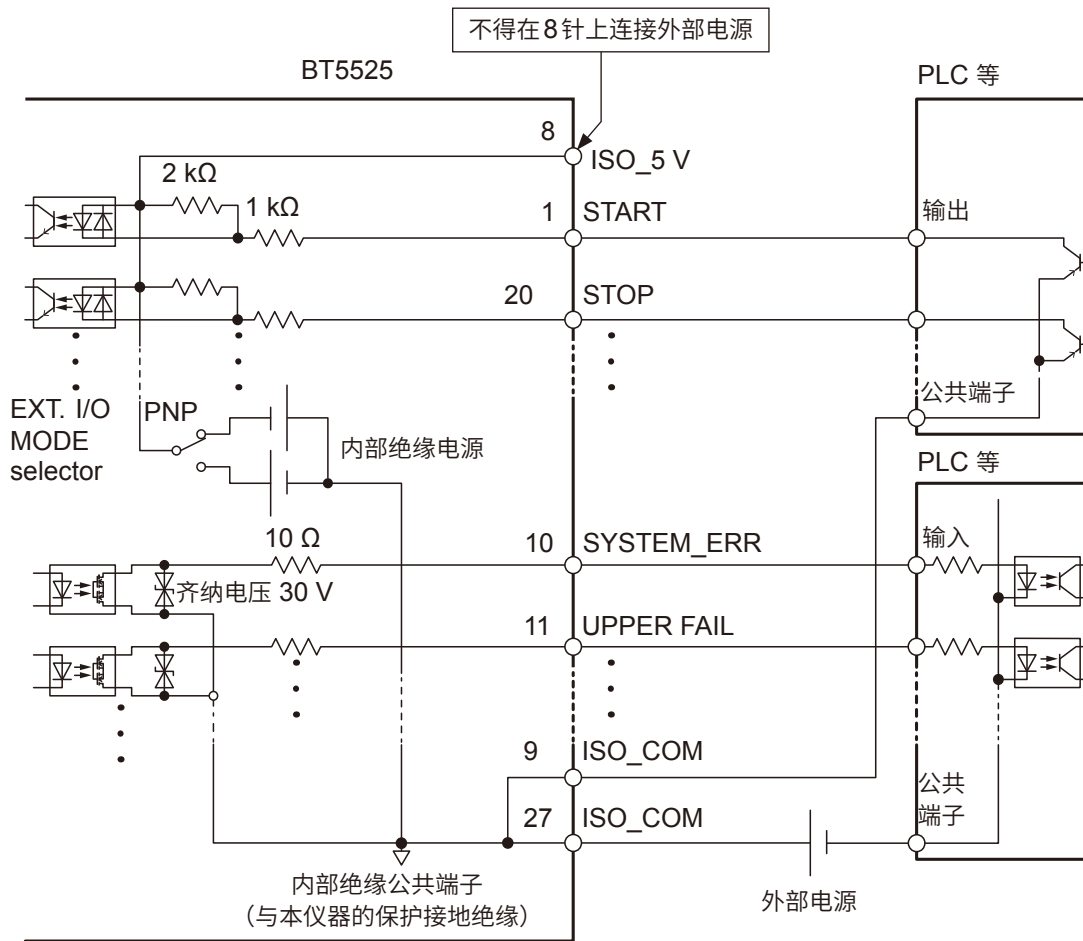 不得在8针上连接外部电源
BT5525
PLC 等
8
ISO_5 V
2 kΩ
1 kΩ
1
START
输出
20
STOP
公共端子
EXT. I/O
MODE
selector
PNP
内部绝缘电源
PLC 等
10 Ω
10
SYSTEM_ERR
输入
齐纳电压 30 V
11
UPPER FAIL
9
ISO_COM
公共
端子
27
ISO_COM
内部绝缘公共端子
（与本仪器的保护接地绝缘）
外部电源